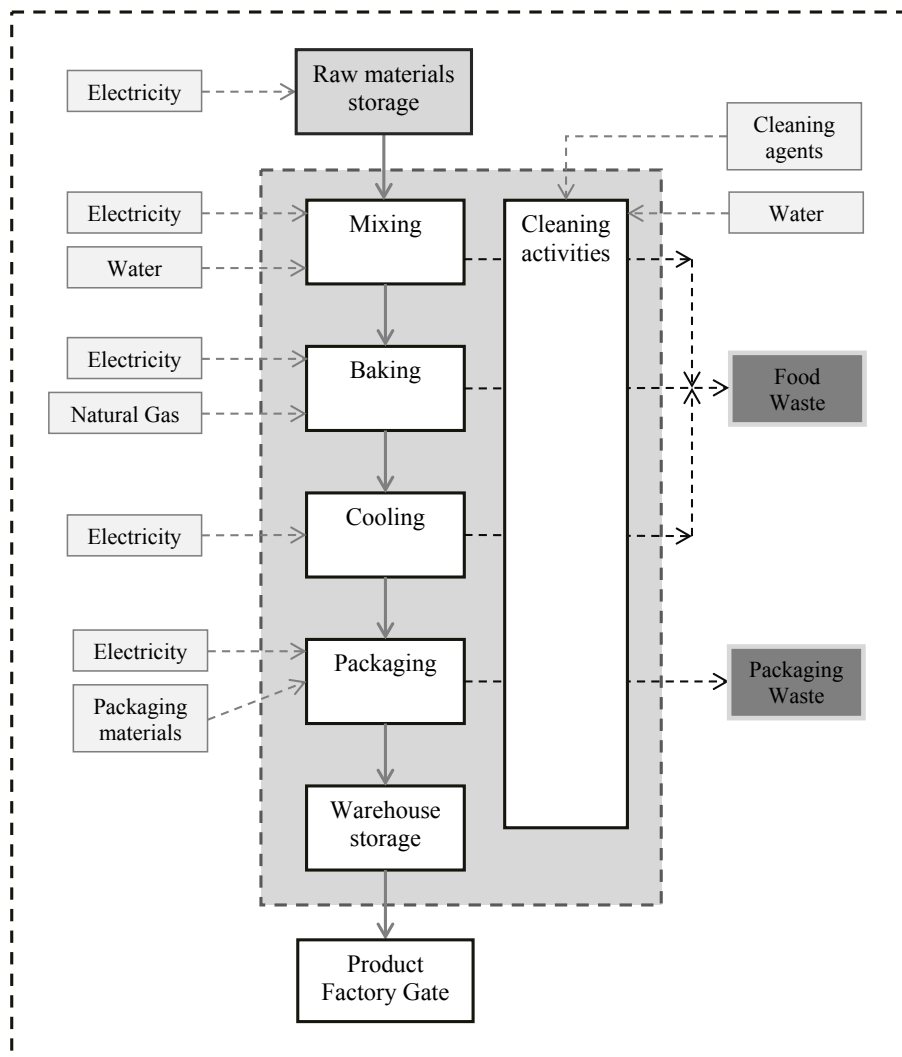 Raw materials
storage
Electricity
Cleaning
agents
Electricity
Mixing
Cleaning
activities
Water
Water
Electricity
Baking
Natural Gas
Food
Waste
Cooling
Electricity
Electricity
Packaging
Packaging
materials
Packaging
Waste
Warehouse
storage
Product
Factory Gate